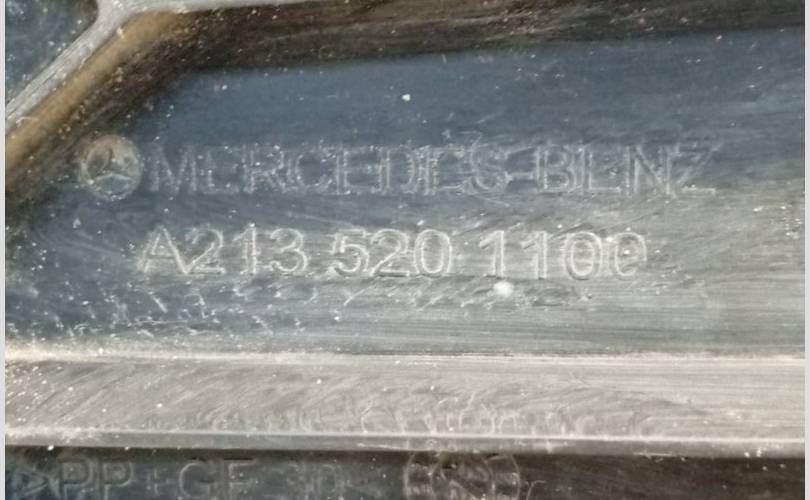 MERCEDES-BENZ
A213 520 1100
>PP+GF 30<